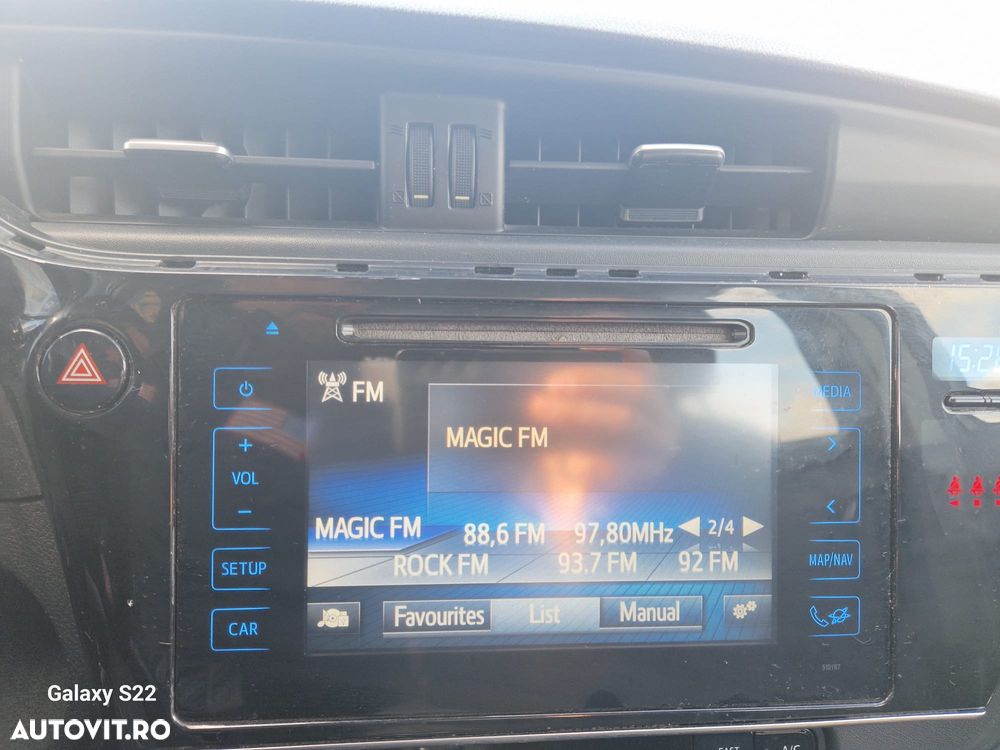 FM
MEDIA
MAGIC FM
+
VOL
-
MAGIC FM 88,6 FM 97,80MHz 2/4
ROCK FM 93.7 FM 92 FM
SETUP
MAP/NAV
Favourites List Manual
CAR
510187
Galaxy S22
AUTOVIT.RO
A/C